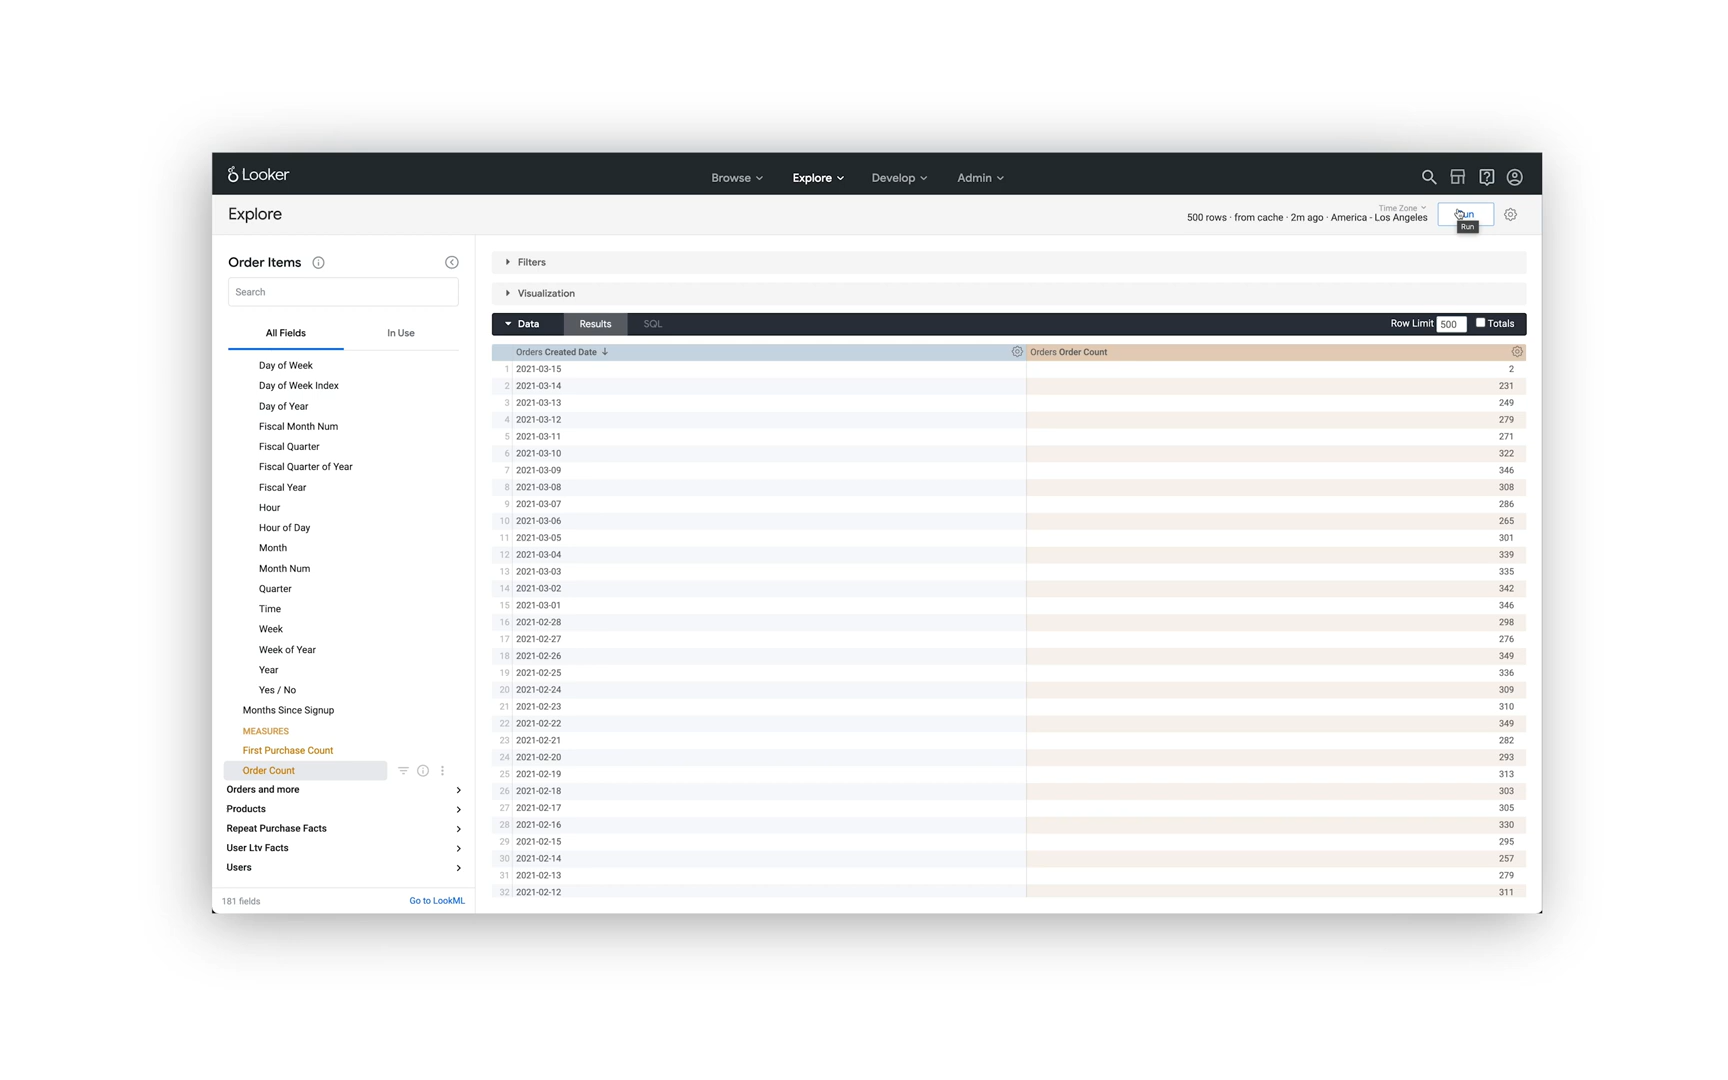 Looker
Browse
Explore
Develop
Admin
Explore
Time Zone
500 rows · from cache · 2m ago · America - Los Angeles
Run
Order Items
Search
All Fields
In Use
Day of Week
Day of Week Index
Day of Year
Fiscal Month Num
Fiscal Quarter
Fiscal Quarter of Year
Fiscal Year
Hour
Hour of Day
Month
Month Num
Quarter
Time
Week
Week of Year
Year
Yes / No
Months Since Signup
MEASURES
First Purchase Count
Order Count
Orders and more
Products
Repeat Purchase Facts
User Ltv Facts
Users
181 fields
Go to LookML
Filters
Visualization
Data Results SQL Row Limit 500 Totals
Orders Created Date Orders Order Count
1 2021-03-15 2
2 2021-03-14 231
3 2021-03-13 249
4 2021-03-12 279
5 2021-03-11 271
6 2021-03-10 322
7 2021-03-09 346
8 2021-03-08 308
9 2021-03-07 286
10 2021-03-06 265
11 2021-03-05 301
12 2021-03-04 339
13 2021-03-03 335
14 2021-03-02 342
15 2021-03-01 346
16 2021-02-28 298
17 2021-02-27 276
18 2021-02-26 349
19 2021-02-25 336
20 2021-02-24 309
21 2021-02-23 310
22 2021-02-22 349
23 2021-02-21 282
24 2021-02-20 293
25 2021-02-19 313
26 2021-02-18 303
27 2021-02-17 305
28 2021-02-16 330
29 2021-02-15 295
30 2021-02-14 257
31 2021-02-13 279
32 2021-02-12 311